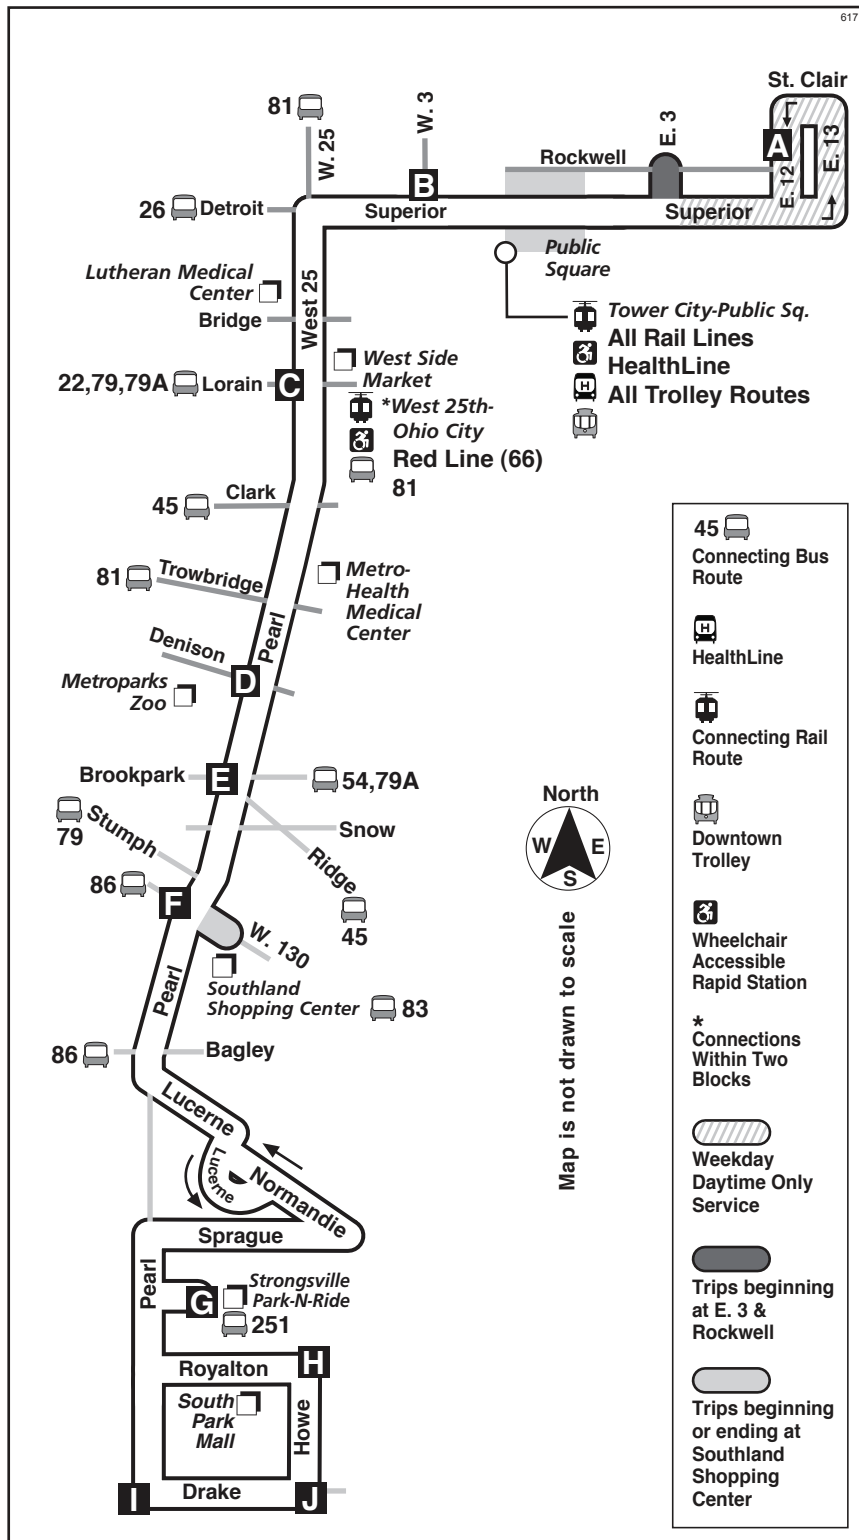 617
St. Clair
81
W. 25
W. 3
E. 3
A
E. 12
E. 13
Rockwell
B
26 Detroit
Superior
Superior
Public
Square
Lutheran Medical
Center
Bridge
West 25
Tower City-Public Sq.
All Rail Lines
HealthLine
H
All Trolley Routes
22,79,79A
Lorain
C
West Side
Market
*West 25th-
Ohio City
Red Line (66)
81
45
Clark
81
Trowbridge
Metro-
Health
Medical
Center
Pearl
Denison
D
Metroparks
Zoo
Brookpark
E
54,79A
79
Stumph
Snow
Ridge
45
86
F
W. 130
Pearl
Southland
Shopping Center
83
86
Bagley
Lucerne
Lucerne
Normandie
Sprague
Pearl
G
Strongsville
Park-N-Ride
251
Royalton
H
South
Park
Mall
Howe
I
Drake
J
North
W
E
S
Map is not drawn to scale
45
Connecting Bus
Route
H
HealthLine
Connecting Rail
Route
Downtown
Trolley
Wheelchair
Accessible
Rapid Station
*
Connections
Within Two
Blocks
Weekday
Daytime Only
Service
Trips beginning
at E. 3 &
Rockwell
Trips beginning
or ending at
Southland
Shopping
Center